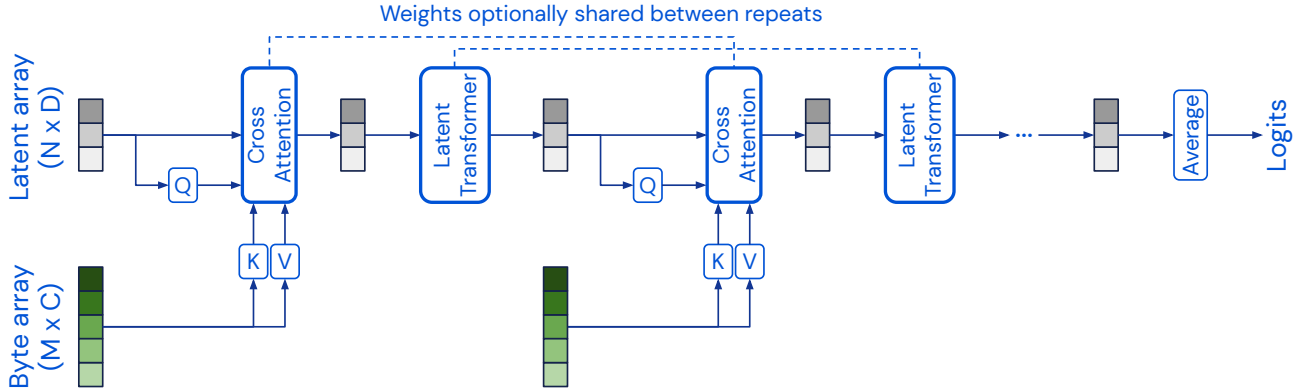 Weights optionally shared between repeats
Latent array
(N x D)
Q
Cross
Attention
Latent
Transformer
Q
Cross
Attention
Latent
Transformer
...
Average
Logits
K
V
K
V
Byte array
(M x C)